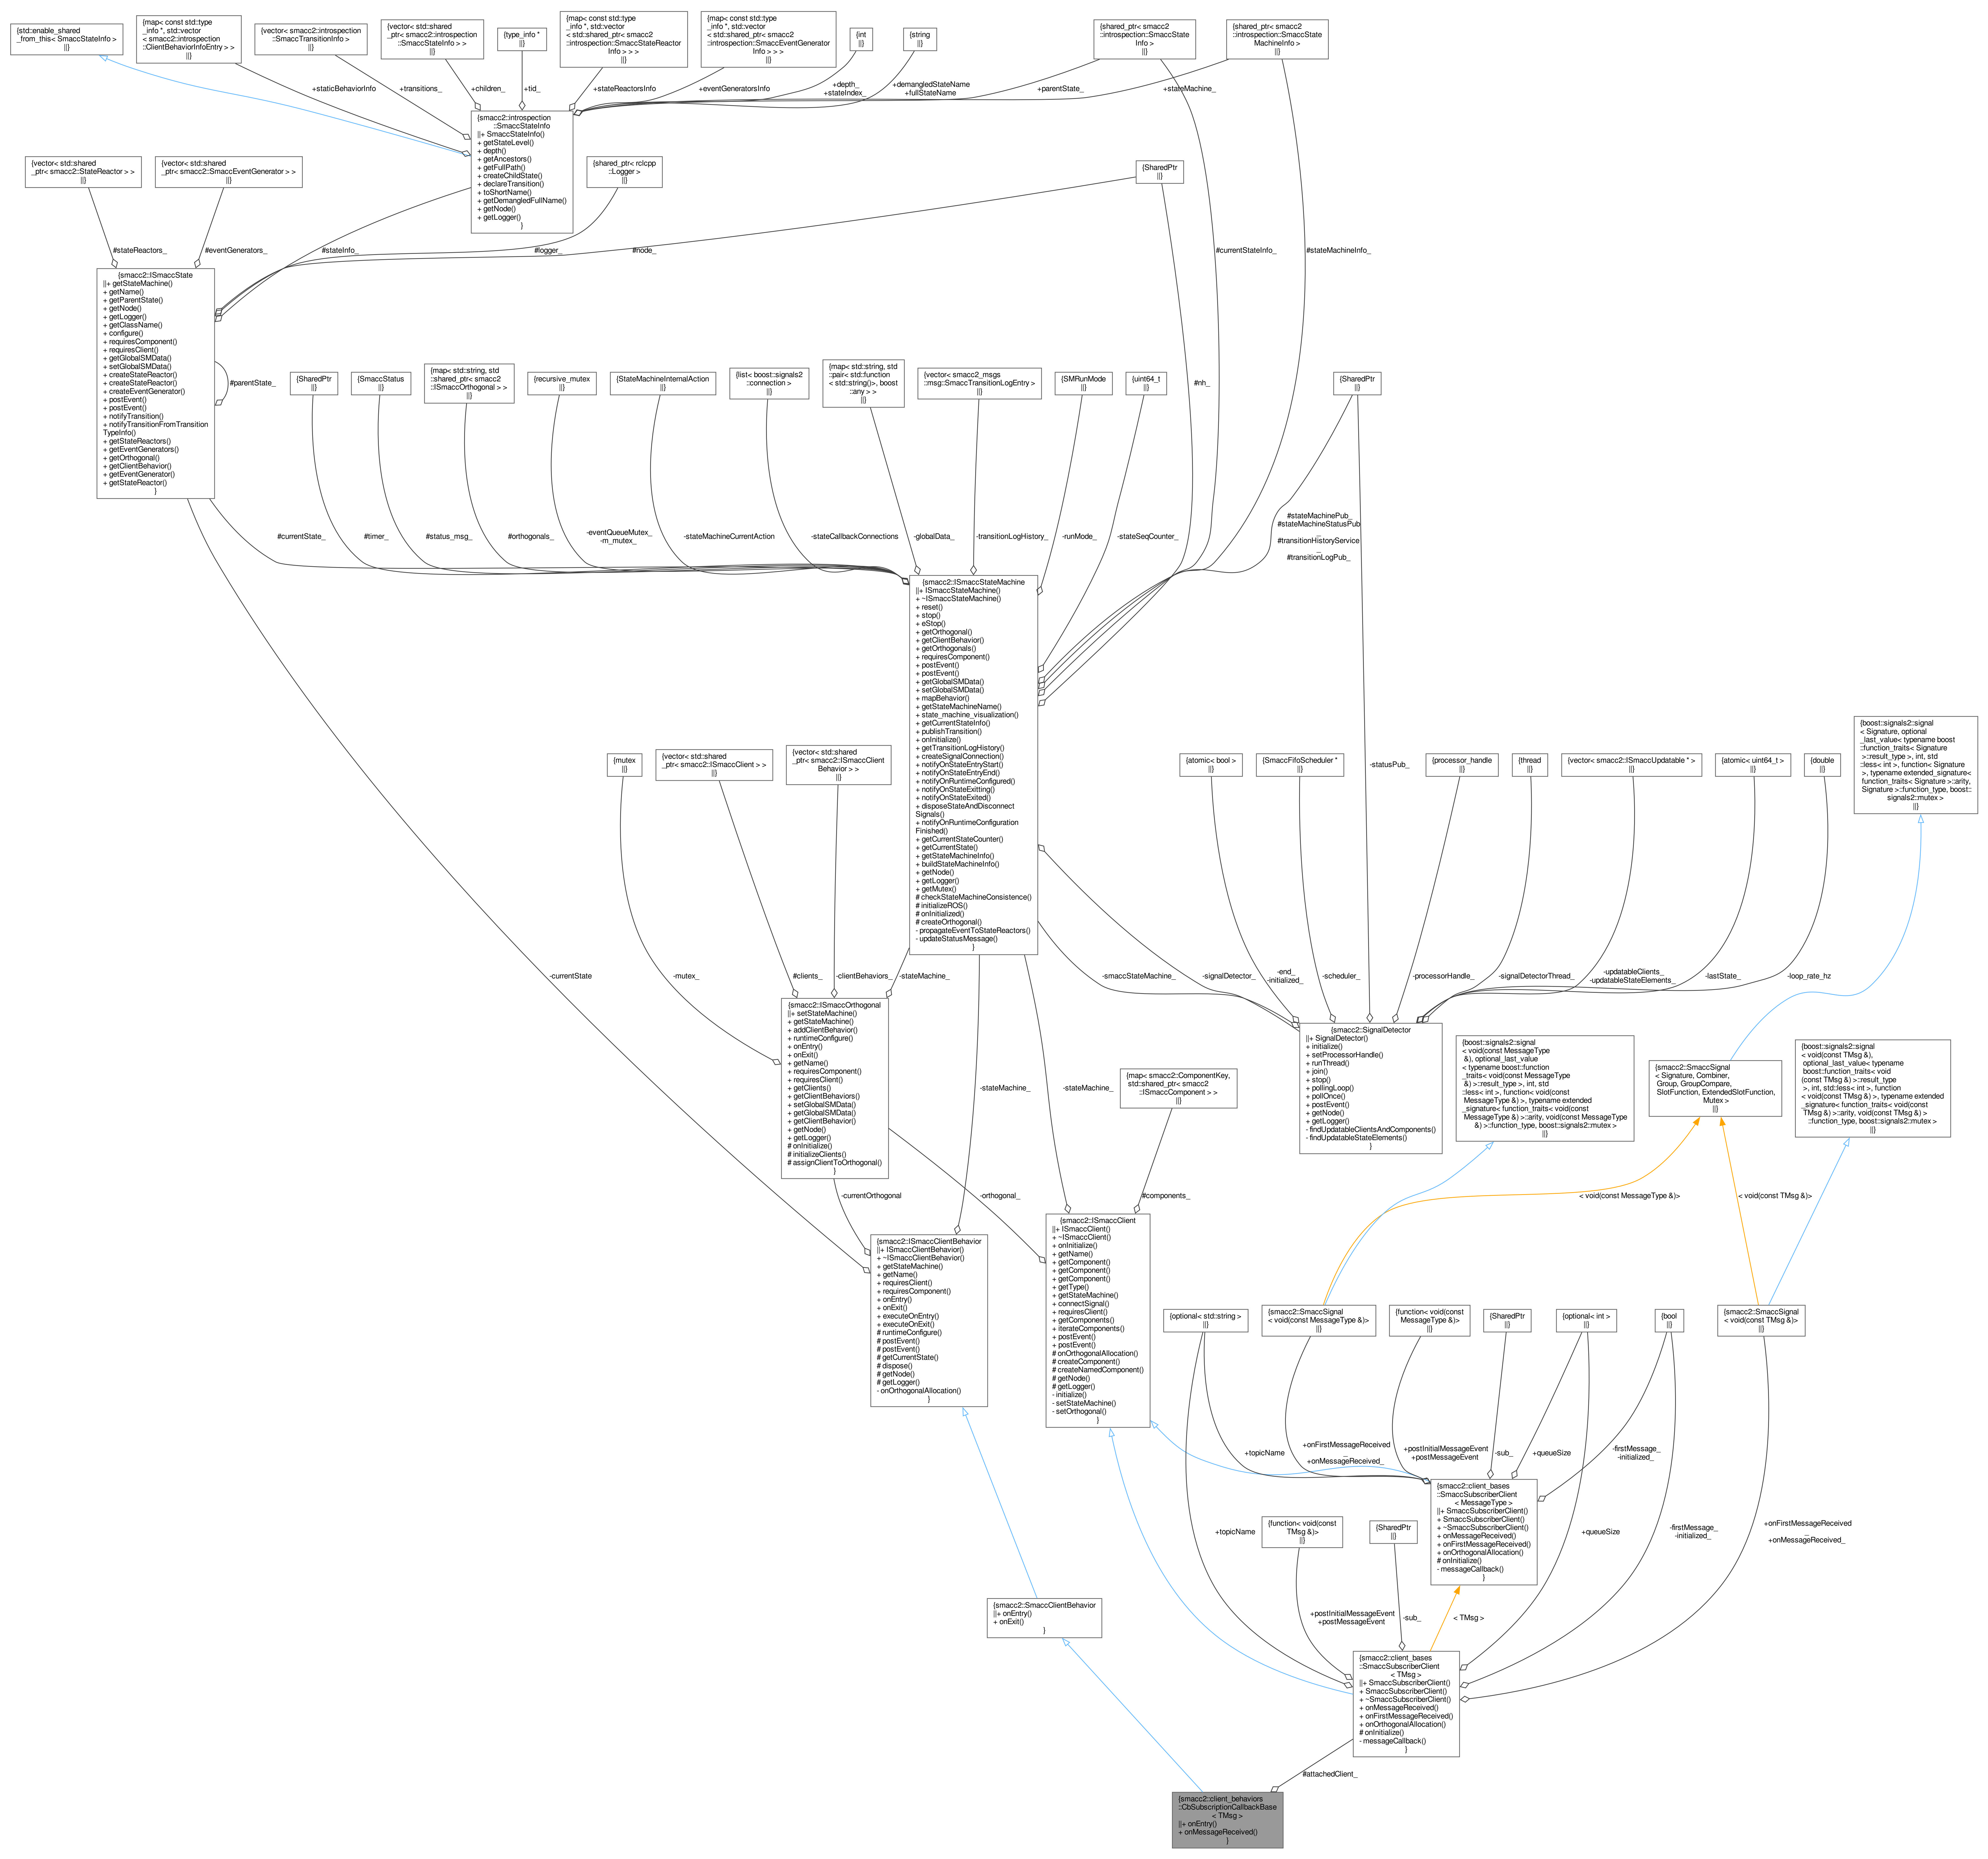 {std::enable_shared
_from_this< SmaccStateInfo >
||}
{map< const std::type
_info *, std::vector
< smacc2::introspection
::ClientBehaviorInfoEntry > >
||}
{vector< smacc2::introspection
::SmaccTransitionInfo >
||}
{vector< std::shared
_ptr< smacc2::introspection
::SmaccStateInfo > >
||}
{type_info *
||}
{map< const std::type
_info *, std::vector
< std::shared_ptr< smacc2
::introspection::SmaccStateReactor
Info > > >
||}
{map< const std::type
_info *, std::vector
< std::shared_ptr< smacc2
::introspection::SmaccEventGenerator
Info > > >
||}
{int
||}
{string
||}
{shared_ptr< smacc2
::introspection::SmaccState
Info >
||}
{shared_ptr< smacc2
::introspection::SmaccState
MachineInfo >
||}
+staticBehaviorInfo
+transitions_
+children_
+tid_
+stateReactorsInfo
+eventGeneratorsInfo
+depth_
+stateIndex_
+demangledStateName
+fullStateName
+parentState_
+stateMachine_
{smacc2::introspection
::SmaccStateInfo
||+ SmaccStateInfo()
+ getStateLevel()
+ depth()
+ getAncestors()
+ getFullPath()
+ createChildState()
+ declareTransition()
+ toShortName()
+ getDemangledFullName()
+ getNode()
+ getLogger()
}
{vector< std::shared
_ptr< smacc2::StateReactor > >
||}
{vector< std::shared
_ptr< smacc2::SmaccEventGenerator > >
||}
{shared_ptr< rclcpp
::Logger >
||}
{SharedPtr
||}
#stateReactors_
#eventGenerators_
#stateInfo_
#logger_
#node_
#currentStateInfo_
#stateMachineInfo_
{smacc2::ISmaccState
||+ getStateMachine()
+ getName()
+ getParentState()
+ getNode()
+ getLogger()
+ getClassName()
+ configure()
+ requiresComponent()
+ requiresClient()
+ getGlobalSMData()
+ setGlobalSMData()
+ createStateReactor()
+ createStateReactor()
+ createEventGenerator()
+ postEvent()
+ postEvent()
+ notifyTransition()
+ notifyTransitionFromTransition
TypeInfo()
+ getStateReactors()
+ getEventGenerators()
+ getOrthogonal()
+ getClientBehavior()
+ getEventGenerator()
+ getStateReactor()
}
#parentState_
{SharedPtr
||}
{SmaccStatus
||}
{map< std::string, std
::shared_ptr< smacc2
::ISmaccOrthogonal > >
||}
{recursive_mutex
||}
{StateMachineInternalAction
||}
{list< boost::signals2
::connection >
||}
{map< std::string, std
::pair< std::function
< std::string()>, boost
::any > >
||}
{vector< smacc2_msgs
::msg::SmaccTransitionLogEntry >
||}
{SMRunMode
||}
{uint64_t
||}
#nh_
{SharedPtr
||}
#currentState_
#timer_
#status_msg_
#orthogonals_
-eventQueueMutex_
-m_mutex_
-stateMachineCurrentAction
-stateCallbackConnections
-globalData_
-transitionLogHistory_
-runMode_
-stateSeqCounter_
#stateMachinePub_
#stateMachineStatusPub
_
#transitionHistoryService
_
#transitionLogPub_
{smacc2::ISmaccStateMachine
||+ ISmaccStateMachine()
+ ~ISmaccStateMachine()
+ reset()
+ stop()
+ eStop()
+ getOrthogonal()
+ getClientBehavior()
+ getOrthogonals()
+ requiresComponent()
+ postEvent()
+ postEvent()
+ getGlobalSMData()
+ setGlobalSMData()
+ mapBehavior()
+ getStateMachineName()
+ state_machine_visualization()
+ getCurrentStateInfo()
+ publishTransition()
+ onInitialize()
+ getTransitionLogHistory()
+ createSignalConnection()
+ notifyOnStateEntryStart()
+ notifyOnStateEntryEnd()
+ notifyOnRuntimeConfigured()
+ notifyOnStateExitting()
+ notifyOnStateExited()
+ disposeStateAndDisconnect
Signals()
+ notifyOnRuntimeConfiguration
Finished()
+ getCurrentStateCounter()
+ getCurrentState()
+ getStateMachineInfo()
+ buildStateMachineInfo()
+ getNode()
+ getLogger()
+ getMutex()
# checkStateMachineConsistence()
# initializeROS()
# onInitialized()
# createOrthogonal()
- propagateEventToStateReactors()
- updateStatusMessage()
}
{mutex
||}
{vector< std::shared
_ptr< smacc2::ISmaccClient > >
||}
{vector< std::shared
_ptr< smacc2::ISmaccClient
Behavior > >
||}
{atomic< bool >
||}
{SmaccFifoScheduler *
||}
-statusPub_
{processor_handle
||}
{thread
||}
{vector< smacc2::ISmaccUpdatable * >
||}
{atomic< uint64_t >
||}
{double
||}
{boost::signals2::signal
< Signature, optional
_last_value< typename boost
::function_traits< Signature
>::result_type >, int, std
::less< int >, function< Signature
>, typename extended_signature<
function_traits< Signature >::arity,
Signature >::function_type, boost::
signals2::mutex >
||}
-currentState
-mutex_
#clients_
-clientBehaviors_
-stateMachine_
-smaccStateMachine_
-signalDetector_
-end_
-initialized_
-scheduler_
-processorHandle_
-signalDetectorThread_
-updatableClients_
-updatableStateElements_
-lastState_
-loop_rate_hz
{smacc2::ISmaccOrthogonal
||+ setStateMachine()
+ getStateMachine()
+ addClientBehavior()
+ runtimeConfigure()
+ onEntry()
+ onExit()
+ getName()
+ requiresComponent()
+ requiresClient()
+ getClients()
+ getClientBehaviors()
+ setGlobalSMData()
+ getGlobalSMData()
+ getClientBehavior()
+ getNode()
+ getLogger()
# onInitialize()
# initializeClients()
# assignClientToOrthogonal()
}
{smacc2::SignalDetector
||+ SignalDetector()
+ initialize()
+ setProcessorHandle()
+ runThread()
+ join()
+ stop()
+ pollingLoop()
+ pollOnce()
+ postEvent()
+ getNode()
+ getLogger()
- findUpdatableClientsAndComponents()
- findUpdatableStateElements()
}
{boost::signals2::signal
< void(const MessageType
&), optional_last_value
< typename boost::function
_traits< void(const MessageType
&) >::result_type >, int, std
::less< int >, function< void(const
MessageType &) >, typename extended
_signature< function_traits< void(const
MessageType &) >::arity, void(const MessageType
&) >::function_type, boost::signals2::mutex >
||}
{smacc2::SmaccSignal
< Signature, Combiner,
Group, GroupCompare,
SlotFunction, ExtendedSlotFunction,
Mutex >
||}
{boost::signals2::signal
< void(const TMsg &),
optional_last_value< typename
boost::function_traits< void
(const TMsg &) >::result_type
>, int, std::less< int >, function
< void(const TMsg &) >, typename extended
_signature< function_traits< void(const
TMsg &) >::arity, void(const TMsg &) >
::function_type, boost::signals2::mutex >
||}
-stateMachine_
-stateMachine_
{map< smacc2::ComponentKey,
std::shared_ptr< smacc2
::ISmaccComponent > >
||}
-currentOrthogonal
-orthogonal_
#components_
< void(const MessageType &)>
< void(const TMsg &)>
{smacc2::ISmaccClientBehavior
||+ ISmaccClientBehavior()
+ ~ISmaccClientBehavior()
+ getStateMachine()
+ getName()
+ requiresClient()
+ requiresComponent()
+ onEntry()
+ onExit()
+ executeOnEntry()
+ executeOnExit()
# runtimeConfigure()
# postEvent()
# postEvent()
# getCurrentState()
# dispose()
# getNode()
# getLogger()
- onOrthogonalAllocation()
}
{smacc2::ISmaccClient
||+ ISmaccClient()
+ ~ISmaccClient()
+ onInitialize()
+ getName()
+ getComponent()
+ getComponent()
+ getComponent()
+ getType()
+ getStateMachine()
+ connectSignal()
+ requiresClient()
+ getComponents()
+ iterateComponents()
+ postEvent()
+ postEvent()
# onOrthogonalAllocation()
# createComponent()
# createNamedComponent()
# getNode()
# getLogger()
- initialize()
- setStateMachine()
- setOrthogonal()
}
{optional< std::string >
||}
{smacc2::SmaccSignal
< void(const MessageType &)>
||}
{function< void(const
MessageType &)>
||}
{SharedPtr
||}
{optional< int >
||}
{bool
||}
{smacc2::SmaccSignal
< void(const TMsg &)>
||}
+topicName
+onFirstMessageReceived
_
+onMessageReceived_
+postInitialMessageEvent
+postMessageEvent
-sub_
+queueSize
-firstMessage_
-initialized_
{smacc2::client_bases
::SmaccSubscriberClient
< MessageType >
||+ SmaccSubscriberClient()
+ SmaccSubscriberClient()
+ ~SmaccSubscriberClient()
+ onMessageReceived()
+ onFirstMessageReceived()
+ onOrthogonalAllocation()
# onInitialize()
- messageCallback()
}
+topicName
{function< void(const
TMsg &)>
||}
{SharedPtr
||}
+queueSize
-firstMessage_
-initialized_
+onFirstMessageReceived
_
+onMessageReceived_
{smacc2::SmaccClientBehavior
||+ onEntry()
+ onExit()
}
+postInitialMessageEvent
+postMessageEvent
-sub_
< TMsg >
{smacc2::client_bases
::SmaccSubscriberClient
< TMsg >
||+ SmaccSubscriberClient()
+ SmaccSubscriberClient()
+ ~SmaccSubscriberClient()
+ onMessageReceived()
+ onFirstMessageReceived()
+ onOrthogonalAllocation()
# onInitialize()
- messageCallback()
}
#attachedClient_
{smacc2::client_behaviors
::CbSubscriptionCallbackBase
< TMsg >
||+ onEntry()
+ onMessageReceived()
}